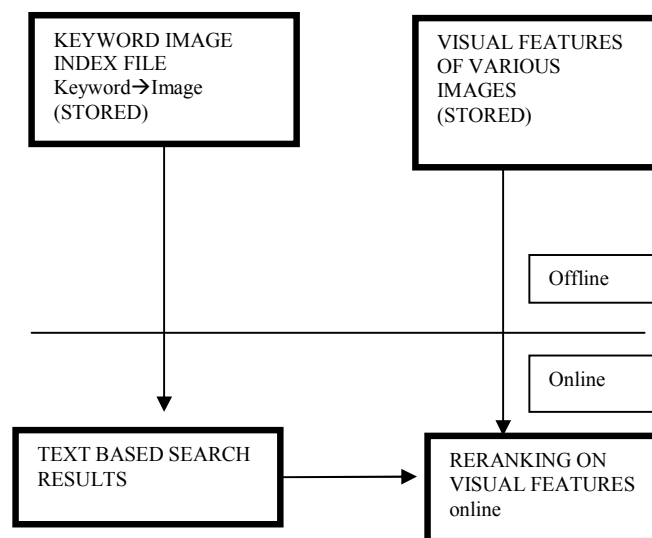 KEYWORD IMAGE
INDEX FILE
Keyword→Image
(STORED)
VISUAL FEATURES
OF VARIOUS
IMAGES
(STORED)
Offline
Online
TEXT BASED SEARCH
RESULTS
RERANKING ON
VISUAL FEATURES
online